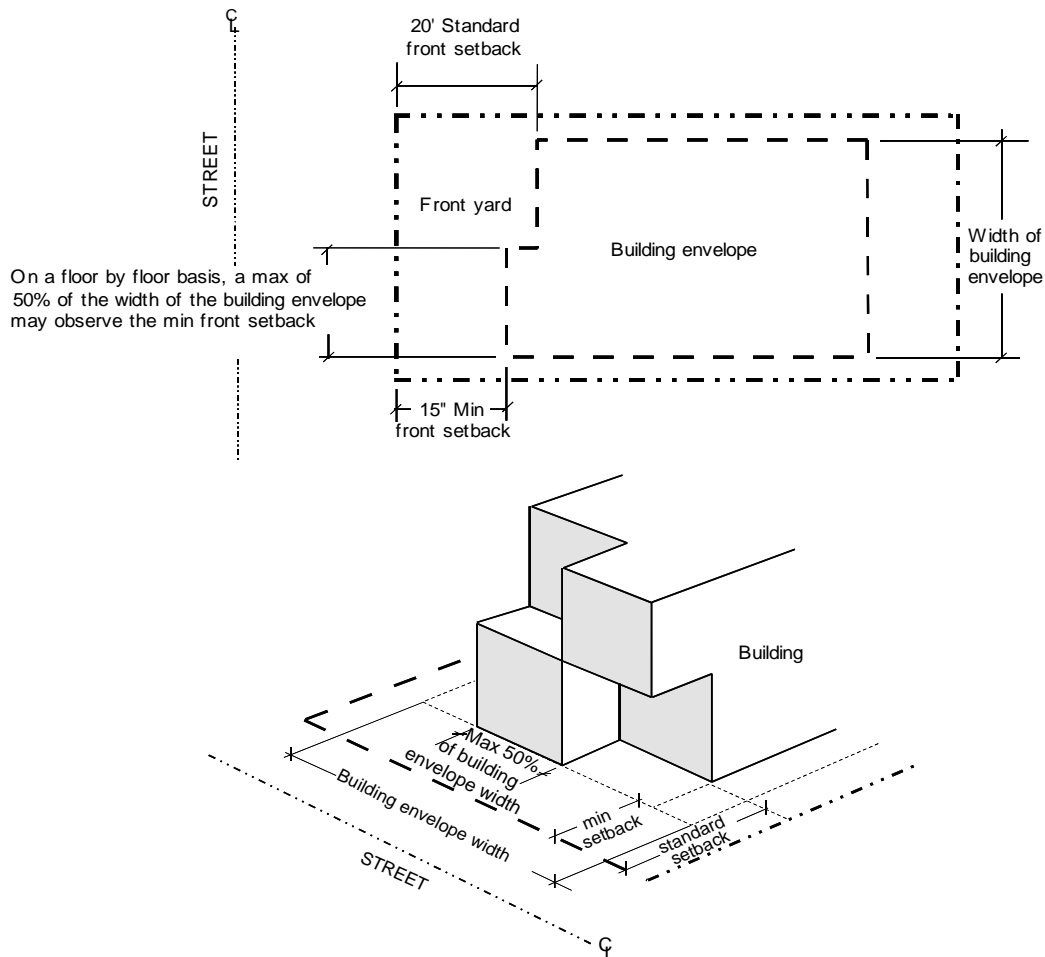 ℄
20' Standard
front setback
STREET
Front yard
Building envelope
Width of
building
envelope
On a floor by floor basis, a max of
50% of the width of the building envelope
may observe the min front setback
15" Min
front setback
Building
Max 50%
of building
envelope width
Building envelope width
min
setback
standard
setback
STREET
℄